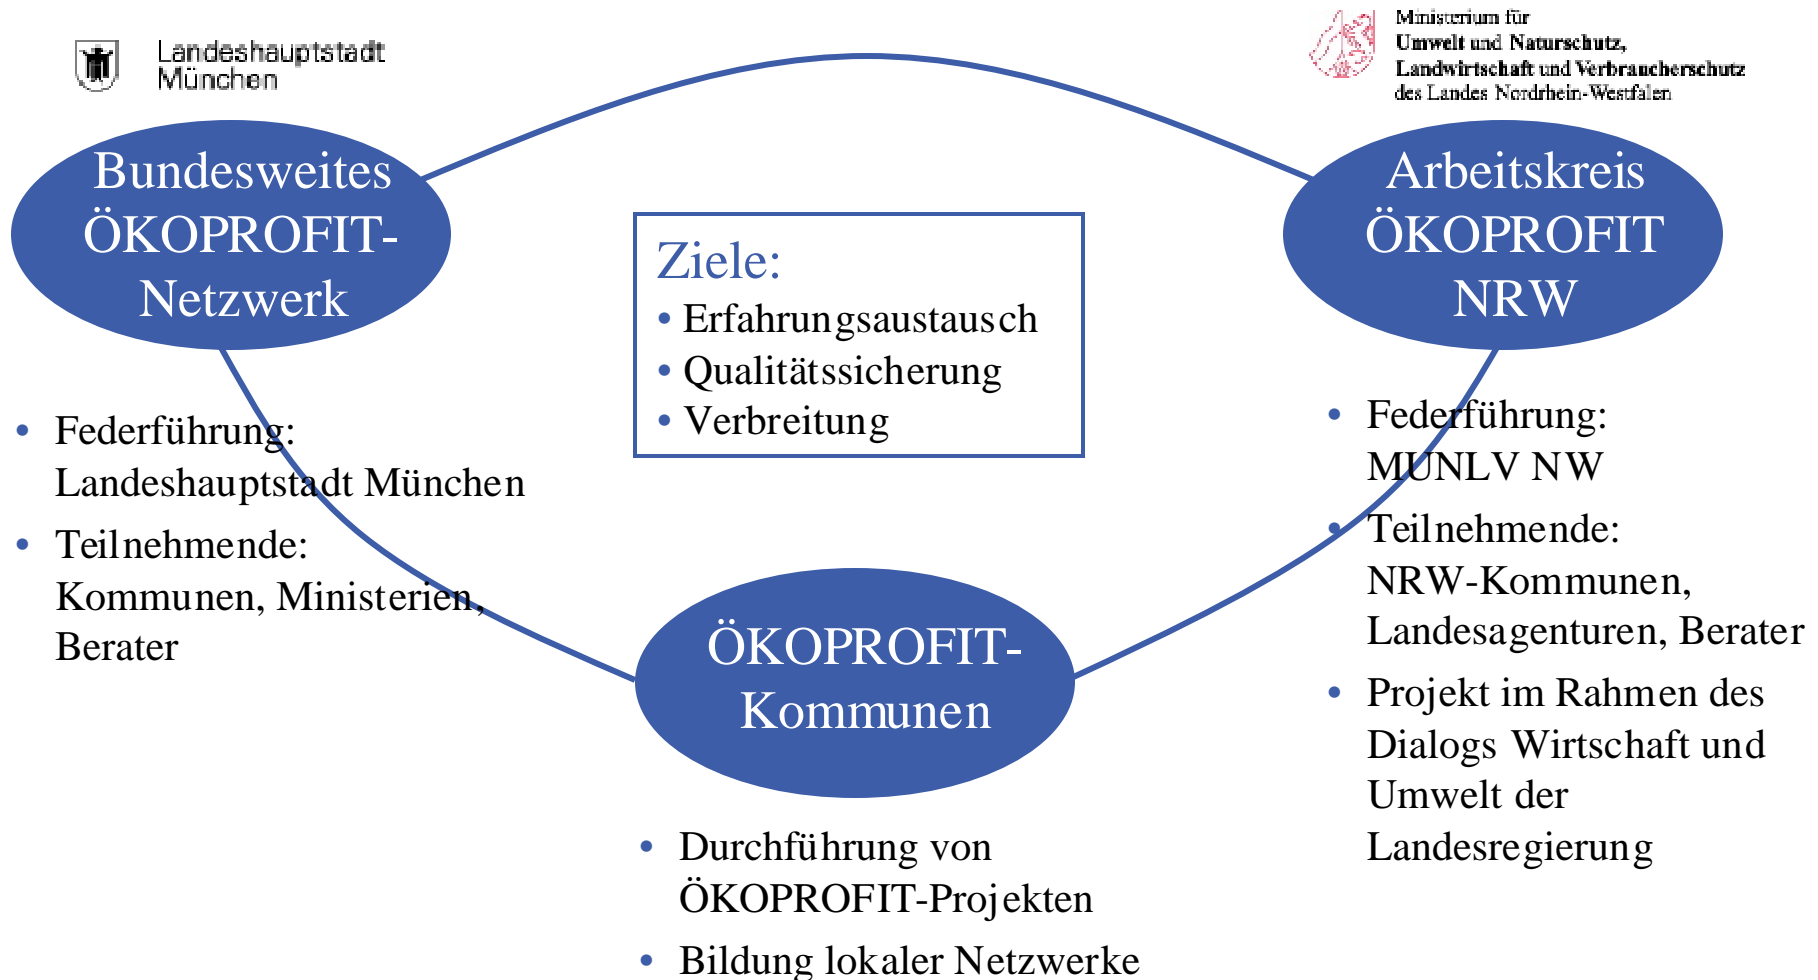 Landeshauptstadt
München
Ministerium für
Umwelt und Naturschutz,
Landwirtschaft und Verbraucherschutz
des Landes Nordrhein-Westfalen
Bundesweites
ÖKOPROFIT-
Netzwerk
Arbeitskreis
ÖKOPROFIT
NRW
Ziele:
• Erfahrungsaustausch
• Qualitätssicherung
• Verbreitung
• Federführung:
Landeshauptstadt München
• Teilnehmende:
Kommunen, Ministerien,
Berater
• Federführung:
MUNLV NW
• Teilnehmende:
NRW-Kommunen,
Landesagenturen, Berater
• Projekt im Rahmen des
Dialogs Wirtschaft und
Umwelt der
Landesregierung
ÖKOPROFIT-
Kommunen
• Durchführung von
ÖKOPROFIT-Projekten
• Bildung lokaler Netzwerke